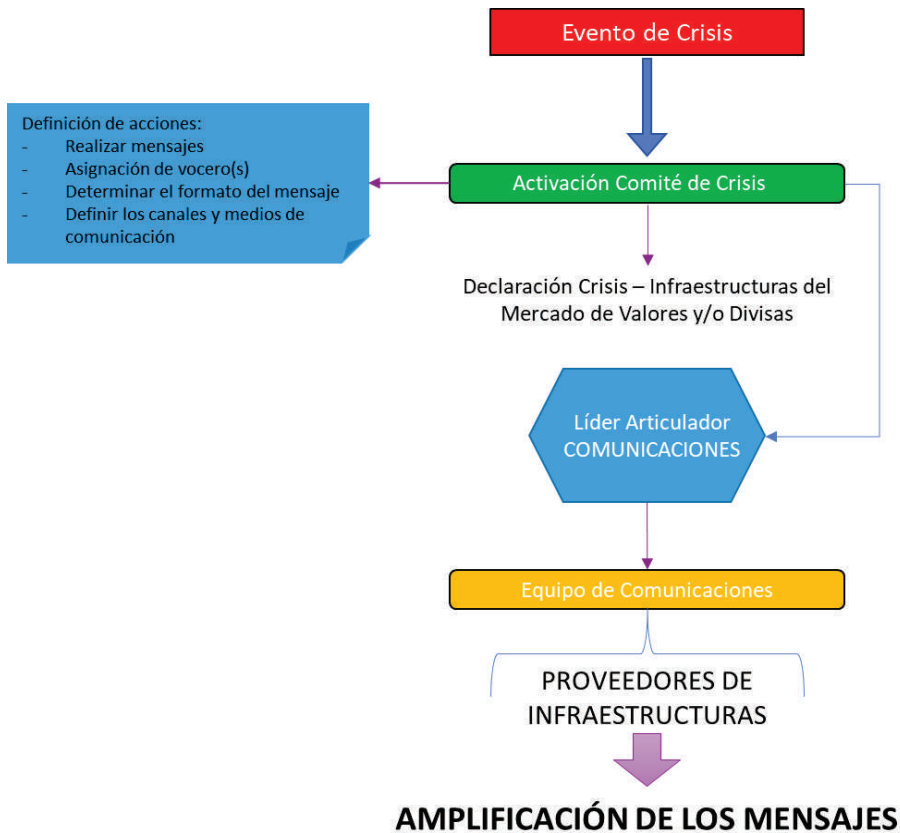 Evento de Crisis
Definición de acciones:
- Realizar mensajes
- Asignación de vocero(s)
- Determinar el formato del mensaje
- Definir los canales y medios de
comunicación
Activación Comité de Crisis
Declaración Crisis – Infraestructuras del
Mercado de Valores y/o Divisas
Líder Articulador
COMUNICACIONES
Equipo de Comunicaciones
PROVEEDORES DE
INFRAESTRUCTURAS
AMPLIFICACIÓN DE LOS MENSAJES